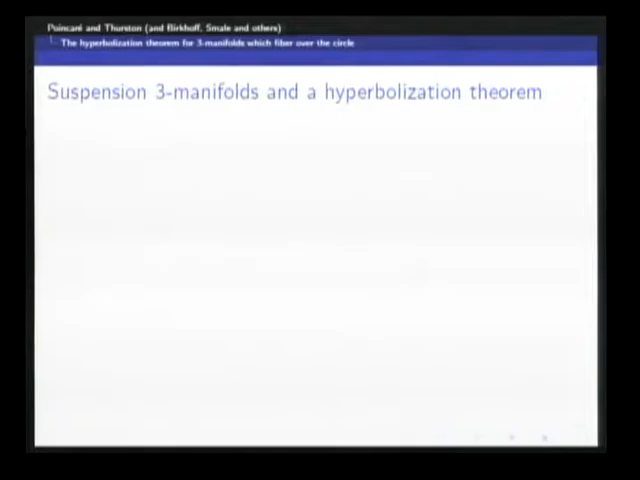 Poincaré and Thurston (and Birkhoff, Smale and others)
The hyperbolization theorem for 3-manifolds which fiber over the circle
Suspension 3-manifolds and a hyperbolization theorem